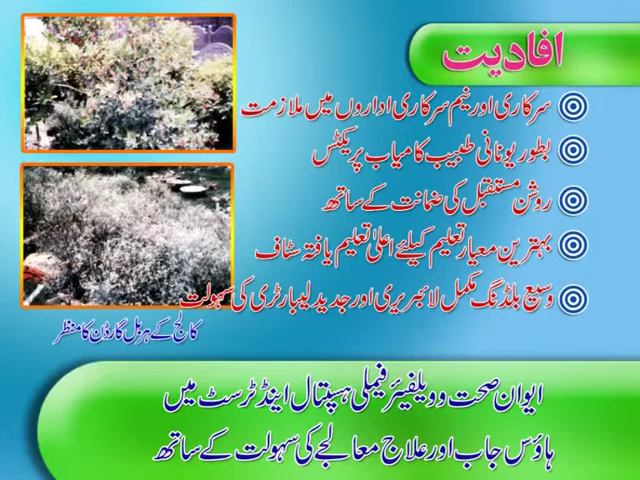 افادیت
سرکاری اور نیم سرکاری اداروں میں ملازمت
بطور یونانی طبیب کامیاب پریکٹس
روشن مستقبل کی ضمانت کے ساتھ
بہترین معیار تعلیم کیلئے اعلیٰ تعلیم یافتہ سٹاف
وسیع بلڈنگ مکمل لائبریری اور جدید لیبارٹری کی سہولت
کالج کے ہربل گارڈن کا منظر
ایوان صحت وویلفیئر فیملی ہسپتال اینڈ ٹرسٹ میں
ہاؤس جاب اور علاج معالجے کی سہولت کے ساتھ